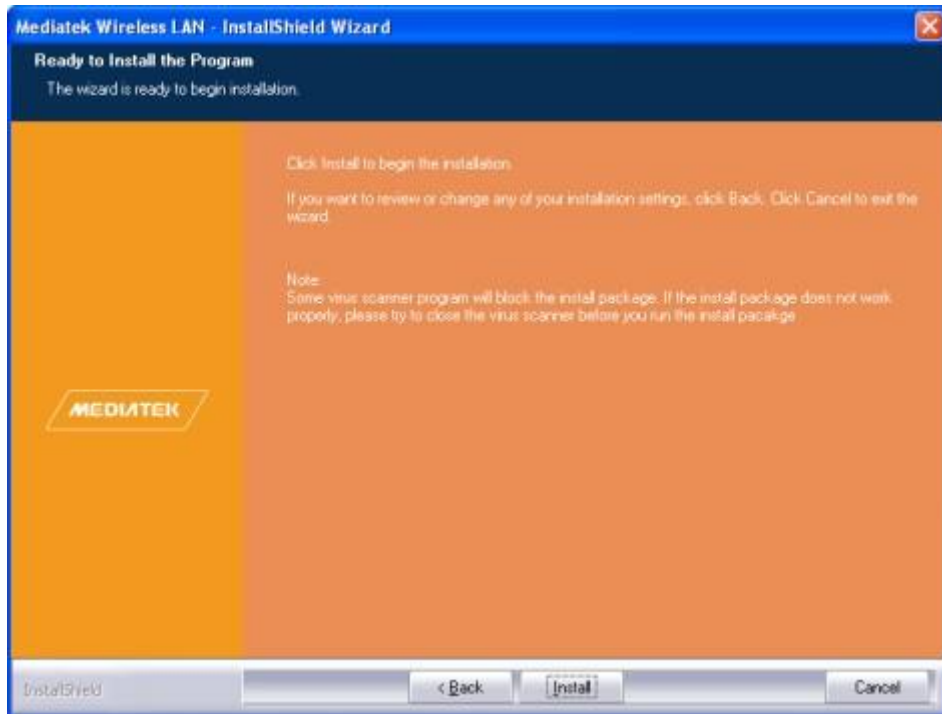 Mediatek Wireless LAN - InstallShield Wizard
Ready to Install the Program
The wizard is ready to begin installation.
Click Install to begin the installation.
If you want to review or change any of your installation settings, click Back. Click Cancel to exit the
wizard.
Note:
Some virus scanner program will block the install package. If the install package does not work
properly, please try to close the virus scanner before you run the install pacakge
MEDIATEK
InstallShield
< Back
Install
Cancel